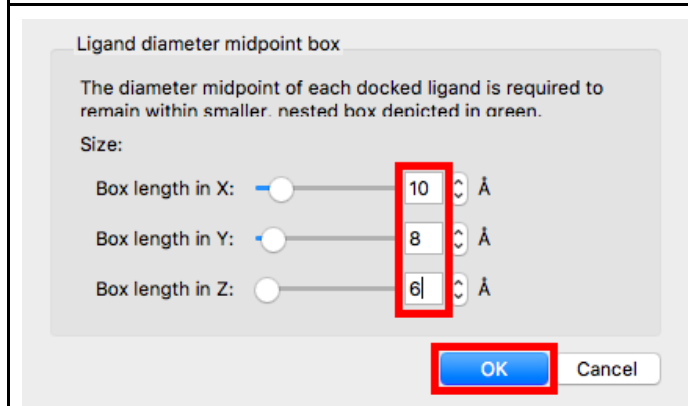 Ligand diameter midpoint box
The diameter midpoint of each docked ligand is required to
remain within smaller, nested box depicted in green.
Size:
Box length in X: 10 Å
Box length in Y: 8 Å
Box length in Z: 6 Å
OK Cancel